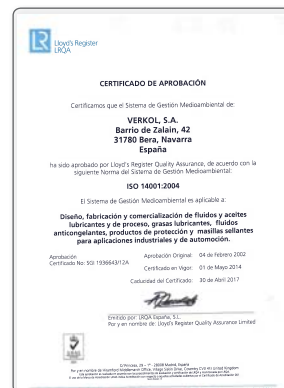 LR
Lloyd's Register
LRQA
CERTIFICADO DE APROBACIÓN
Certificamos que el Sistema de Gestión Medioambiental de:
VERKOL, S.A.
Barrio de Zalain, 42
31780 Bera, Navarra
España
ha sido aprobado por Lloyd's Register Quality Assurance, de acuerdo con la
siguiente Norma del Sistema de Gestión Medioambiental:
ISO 14001:2004
El Sistema de Gestión Medioambiental es aplicable a:
Diseño, fabricación y comercialización de fluidos y aceites
lubricantes y de proceso, grasas lubricantes, fluidos
anticongelantes, productos de protección y masillas sellantes
para aplicaciones industriales y de automoción.
Aprobación
Certificado No: SGI 1936643/12A
Aprobación Original: 04 de febrero 2002
Certificado en Vigor: 01 de Mayo 2014
Caducidad del Certificado: 30 de Abril 2017
Emitido por: LRQA España, S.L.
Por y en nombre de: Lloyd's Register Quality Assurance Limited